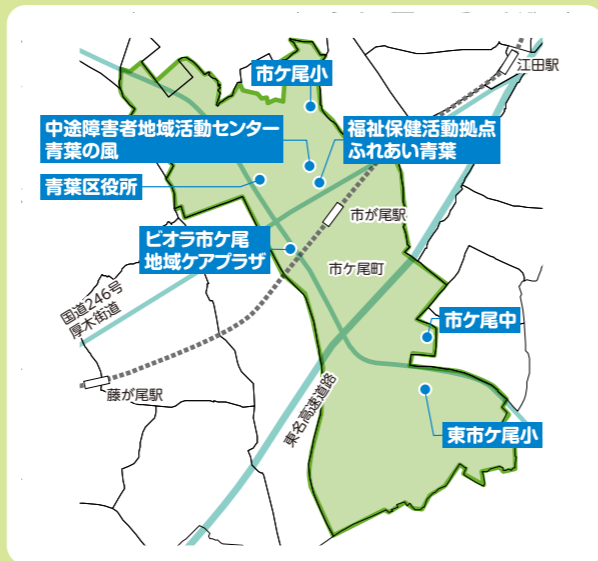 市ケ尾小
江田駅
中途障害者地域活動センター
青葉の風
福祉保健活動拠点
ふれあい青葉
青葉区役所
市が尾駅
ビオラ市ケ尾
地域ケアプラザ
市ケ尾町
国道246号
厚木街道
市ケ尾中
藤が尾駅
東名高速道路
東市ケ尾小